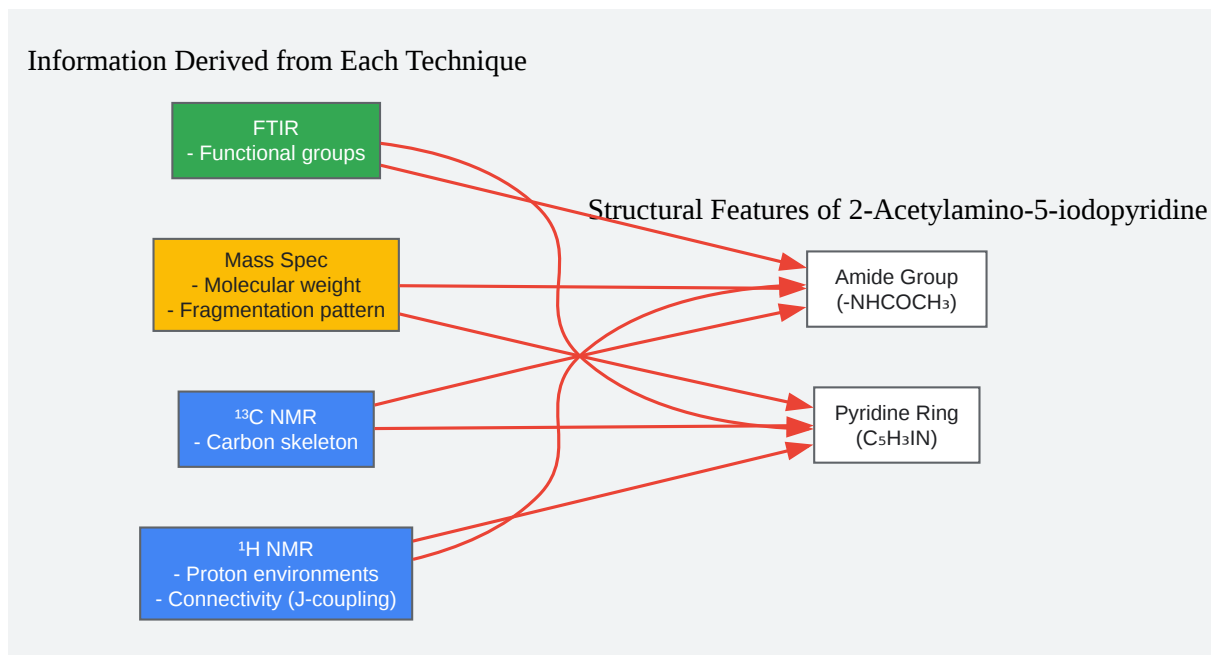 Information Derived from Each Technique
FTIR
- Functional groups
Structural Features of 2-Acetylamino-5-iodopyridine
Mass Spec
- Molecular weight
- Fragmentation pattern
Amide Group
(-NHCOCH₃)
¹³C NMR
- Carbon skeleton
Pyridine Ring
(C₅H₃IN)
¹H NMR
- Proton environments
- Connectivity (J-coupling)